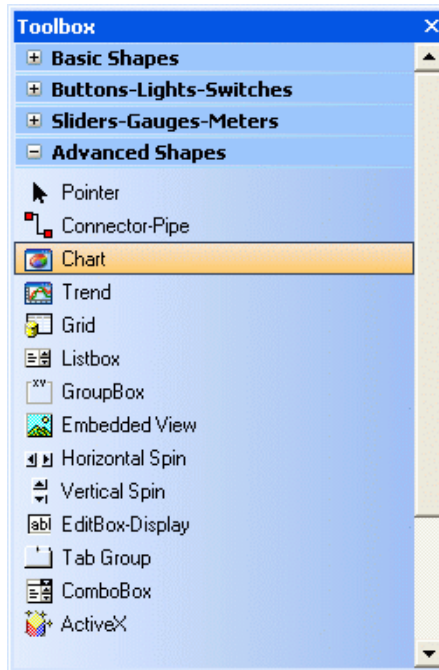 Toolbox
Basic Shapes
Buttons-Lights-Switches
Sliders-Gauges-Meters
Advanced Shapes
Pointer
Connector-Pipe
Chart
Trend
Grid
Listbox
GroupBox
Embedded View
Horizontal Spin
Vertical Spin
EditBox-Display
Tab Group
ComboBox
ActiveX